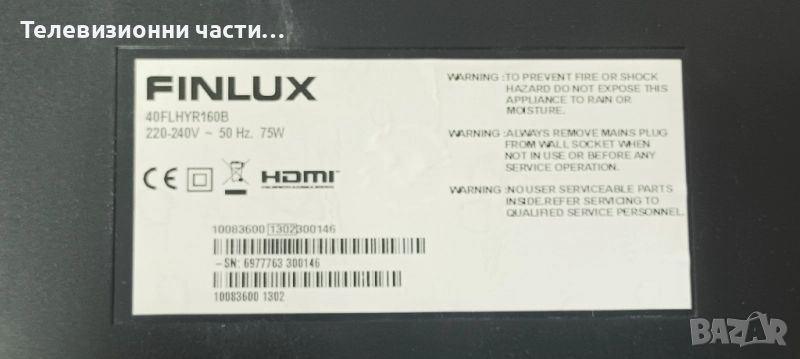 Телевизионни части...
FINLUX
40FLHYR160B
220-240V ~ 50 Hz. 75W
CE
HDMI
10083600 1302 300146
-SN: 6977763 300146
10083600 1302
WARNING :TO PREVENT FIRE OR SHOCK
HAZARD DO NOT EXPOSE THIS
APPLIANCE TO RAIN OR
MOISTURE.
WARNING :ALWAYS REMOVE MAINS PLUG
FROM WALL SOCKET WHEN
NOT IN USE OR BEFORE ANY
SERVICE OPERATION.
WARNING :NO USER SERVICEABLE PARTS
INSIDE.REFER SERVICING TO
QUALIFIED SERVICE PERSONNEL.
BAZAR